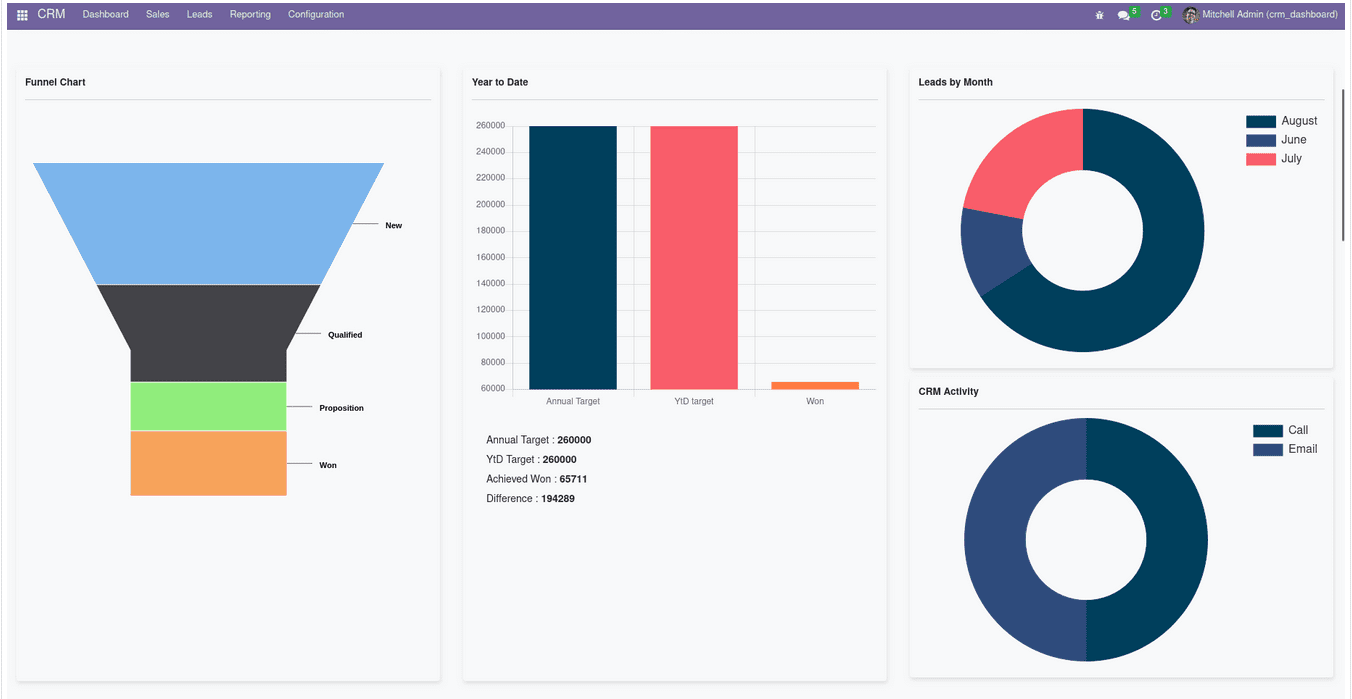 CRM Dashboard Sales Leads Reporting Configuration 5 3 Mitchell Admin (crm_dashboard)
Funnel Chart
New
Qualified
Proposition
Won
Year to Date
260000
240000
220000
200000
180000
160000
140000
120000
100000
80000
60000
Annual Target YtD target Won
Annual Target : 260000
YtD Target : 260000
Achieved Won : 65711
Difference : 194289
Leads by Month
August
June
July
CRM Activity
Call
Email